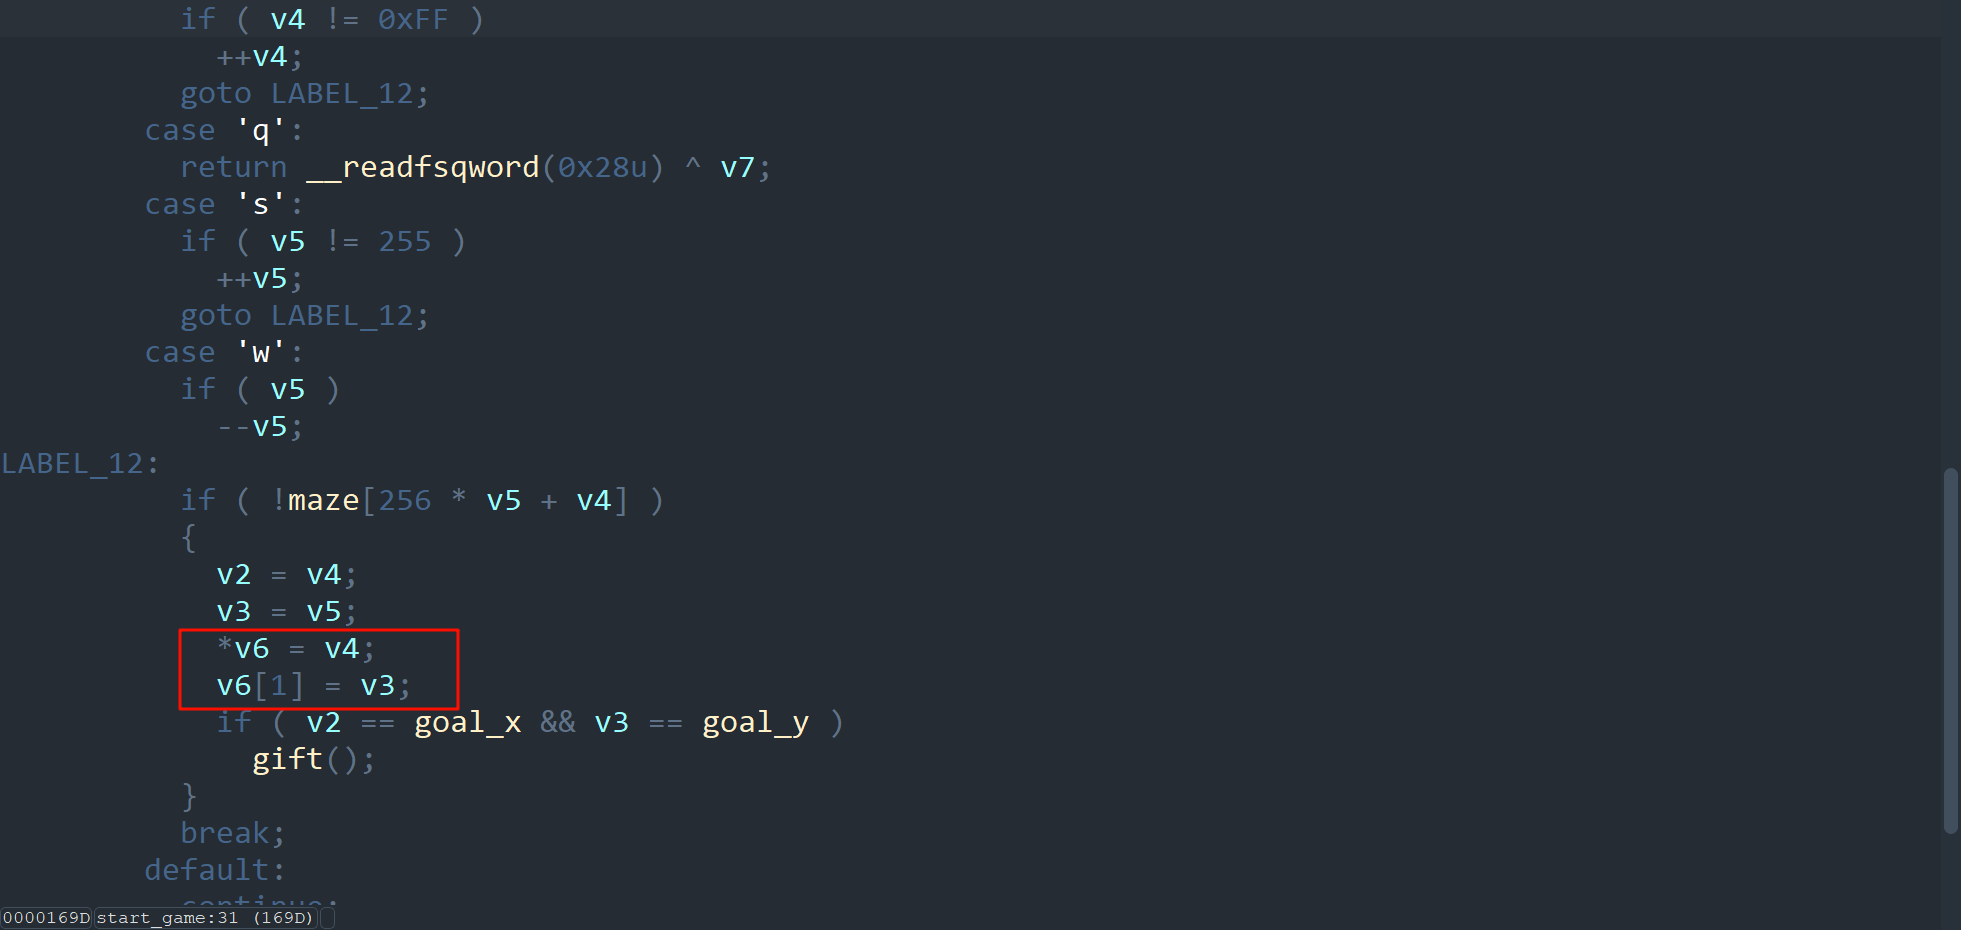 if ( v4 != 0xFF )
++v4;
goto LABEL_12;
case 'q':
return __readfsqword(0x28u) ^ v7;
case 's':
if ( v5 != 255 )
++v5;
goto LABEL_12;
case 'w':
if ( v5 )
--v5;
LABEL_12:
if ( !maze[256 * v5 + v4] )
{
v2 = v4;
v3 = v5;
*v6 = v4;
v6[1] = v3;
if ( v2 == goal_x && v3 == goal_y )
gift();
}
break;
default:
continue;
0000169D start_game:31 (169D)